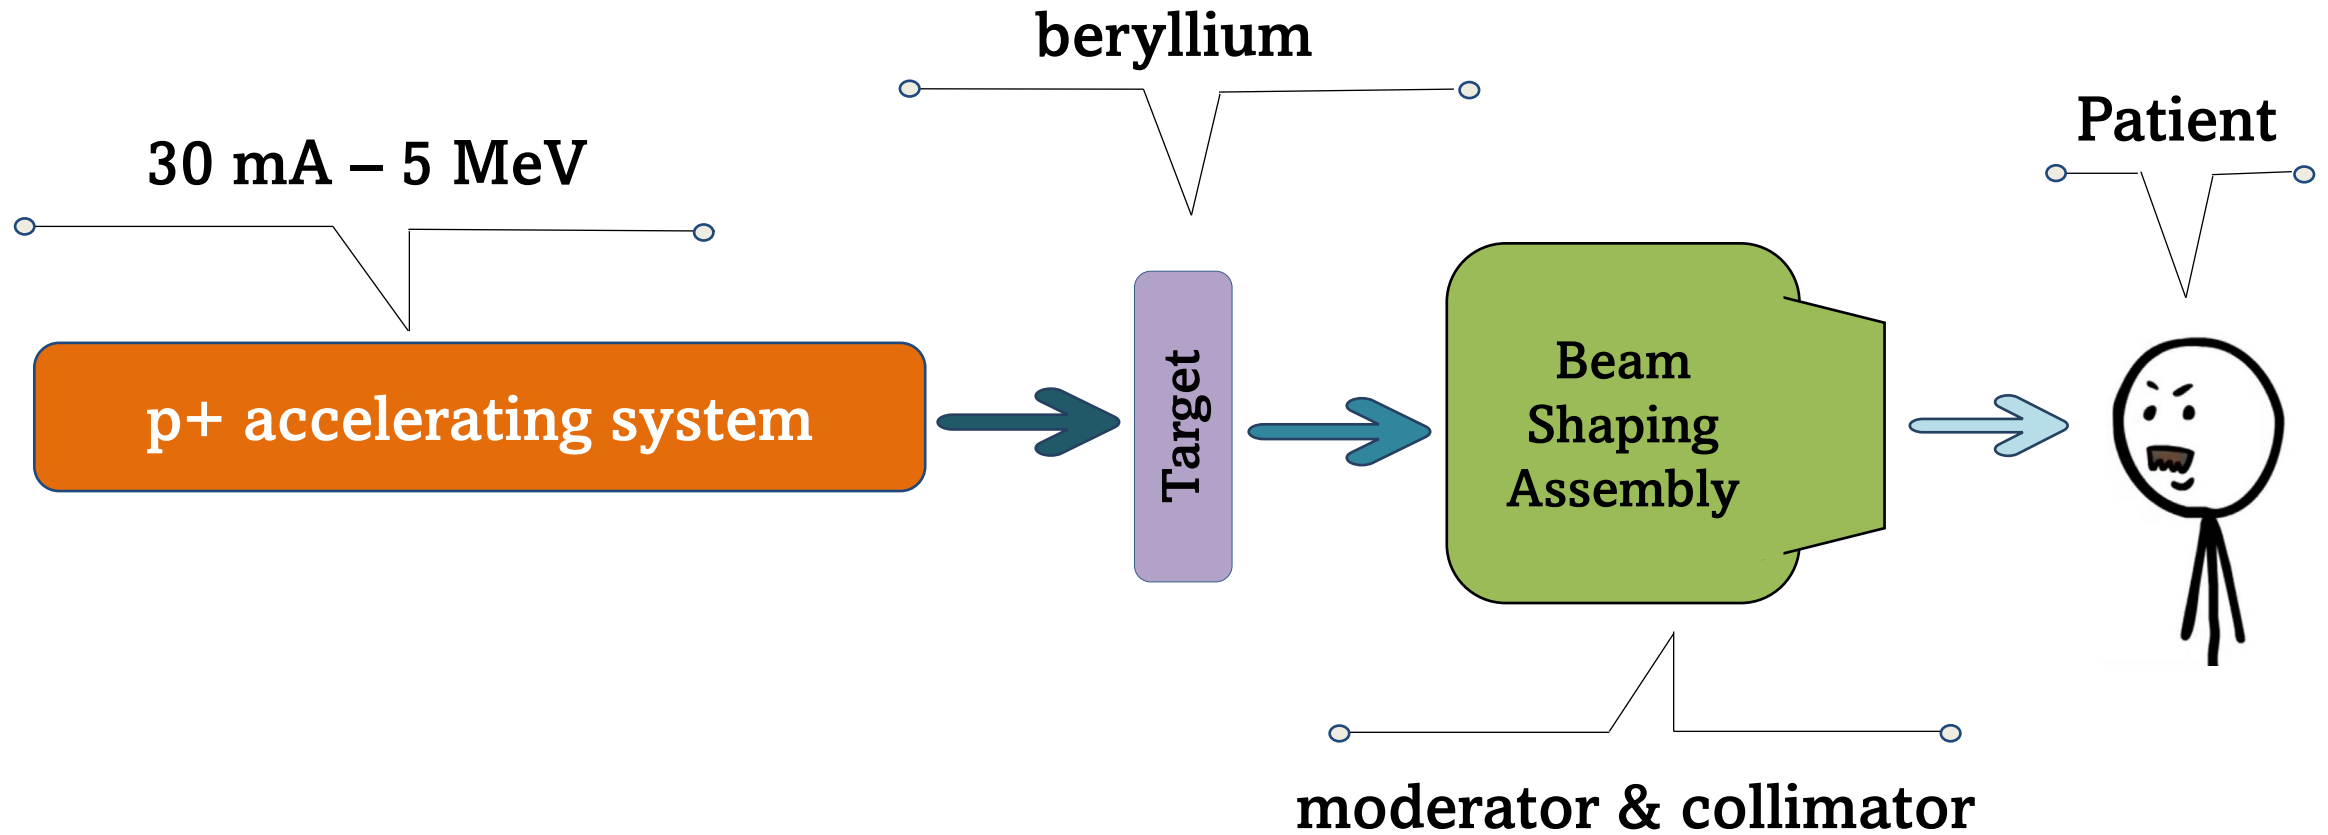 beryllium
Patient
30 mA – 5 MeV
p+ accelerating system
Target
Beam
Shaping
Assembly
moderator & collimator